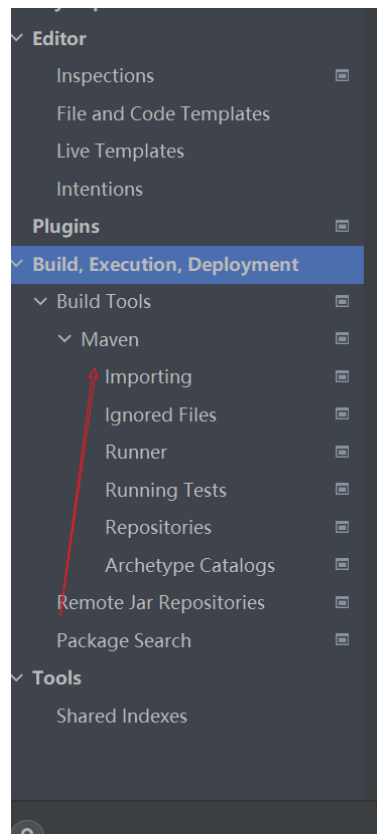 Editor
Inspections
File and Code Templates
Live Templates
Intentions
Plugins
Build, Execution, Deployment
Build Tools
Maven
Importing
Ignored Files
Runner
Running Tests
Repositories
Archetype Catalogs
Remote Jar Repositories
Package Search
Tools
Shared Indexes